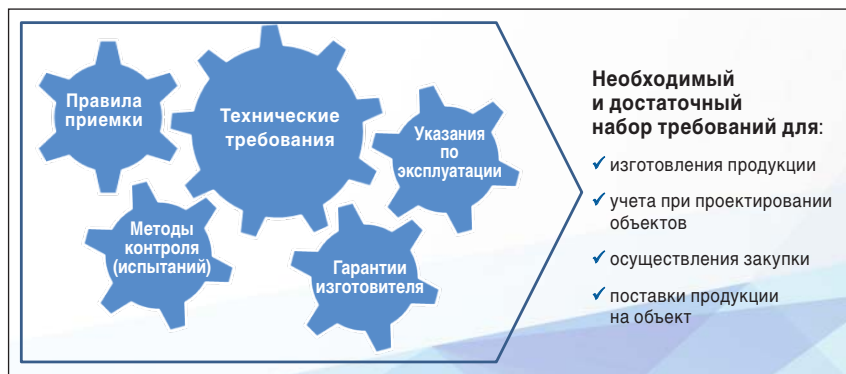 Правила
приемки
Технические
требования
Указания
по
эксплуатации
Методы
контроля
(испытаний)
Гарантии
изготовителя
Необходимый
и достаточный
набор требований для:
✓ изготовления продукции
✓ учета при проектировании
объектов
✓ осуществления закупки
✓ поставки продукции
на объект